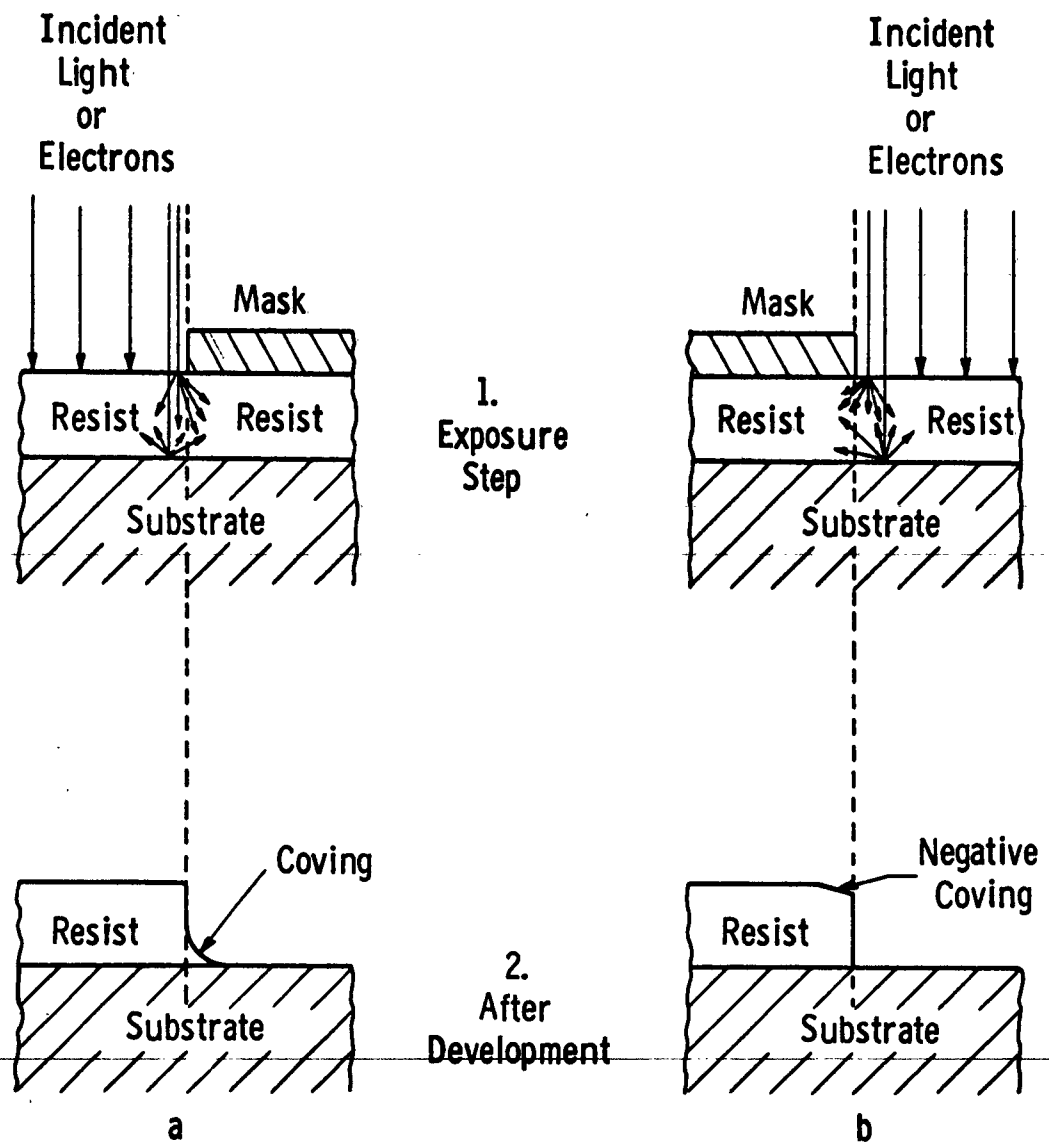 Incident
Light
or
Electrons
Incident
Light
or
Electrons
Mask
Mask
Resist
Resist
1.
Exposure
Step
Resist
Resist
Substrate
Substrate
Coving
Negative
Coving
Resist
Resist
2.
After
Development
Substrate
Substrate
a
b